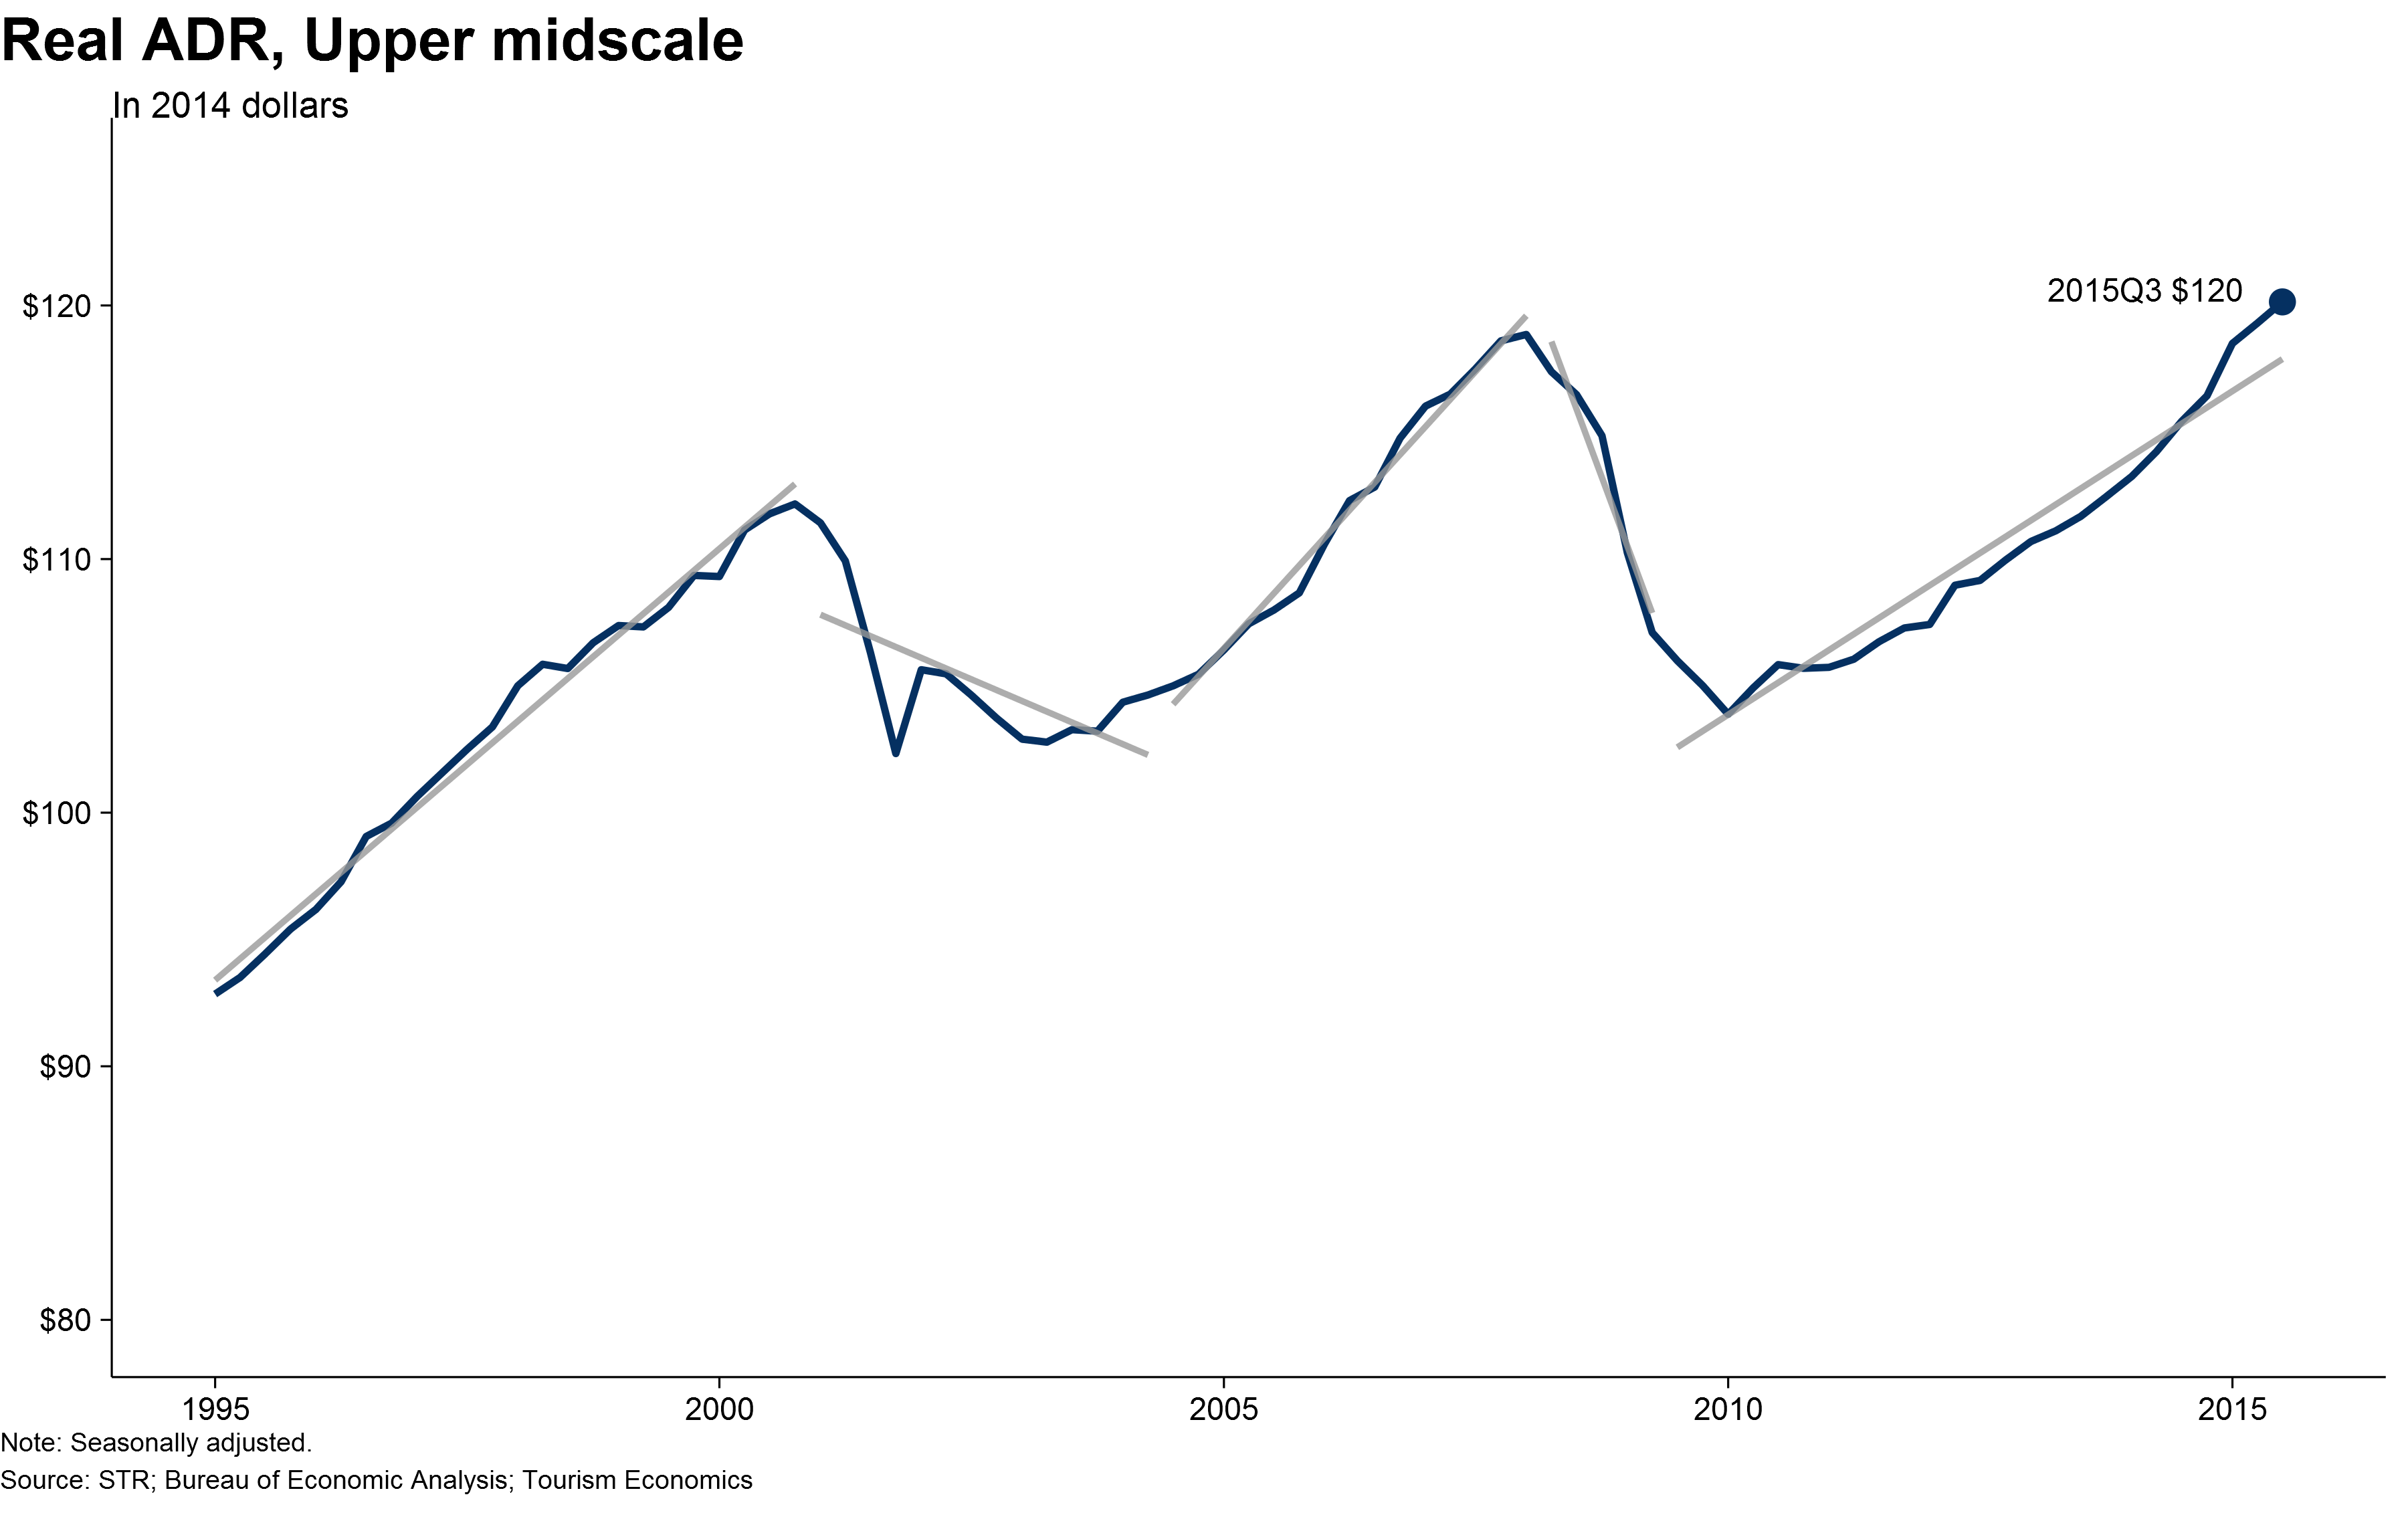 Real ADR, Upper midscale
In 2014 dollars
2015Q3 $120
$120
$110
$100
$90
$80
1995 2000 2005 2010 2015
Note: Seasonally adjusted.
Source: STR; Bureau of Economic Analysis; Tourism Economics